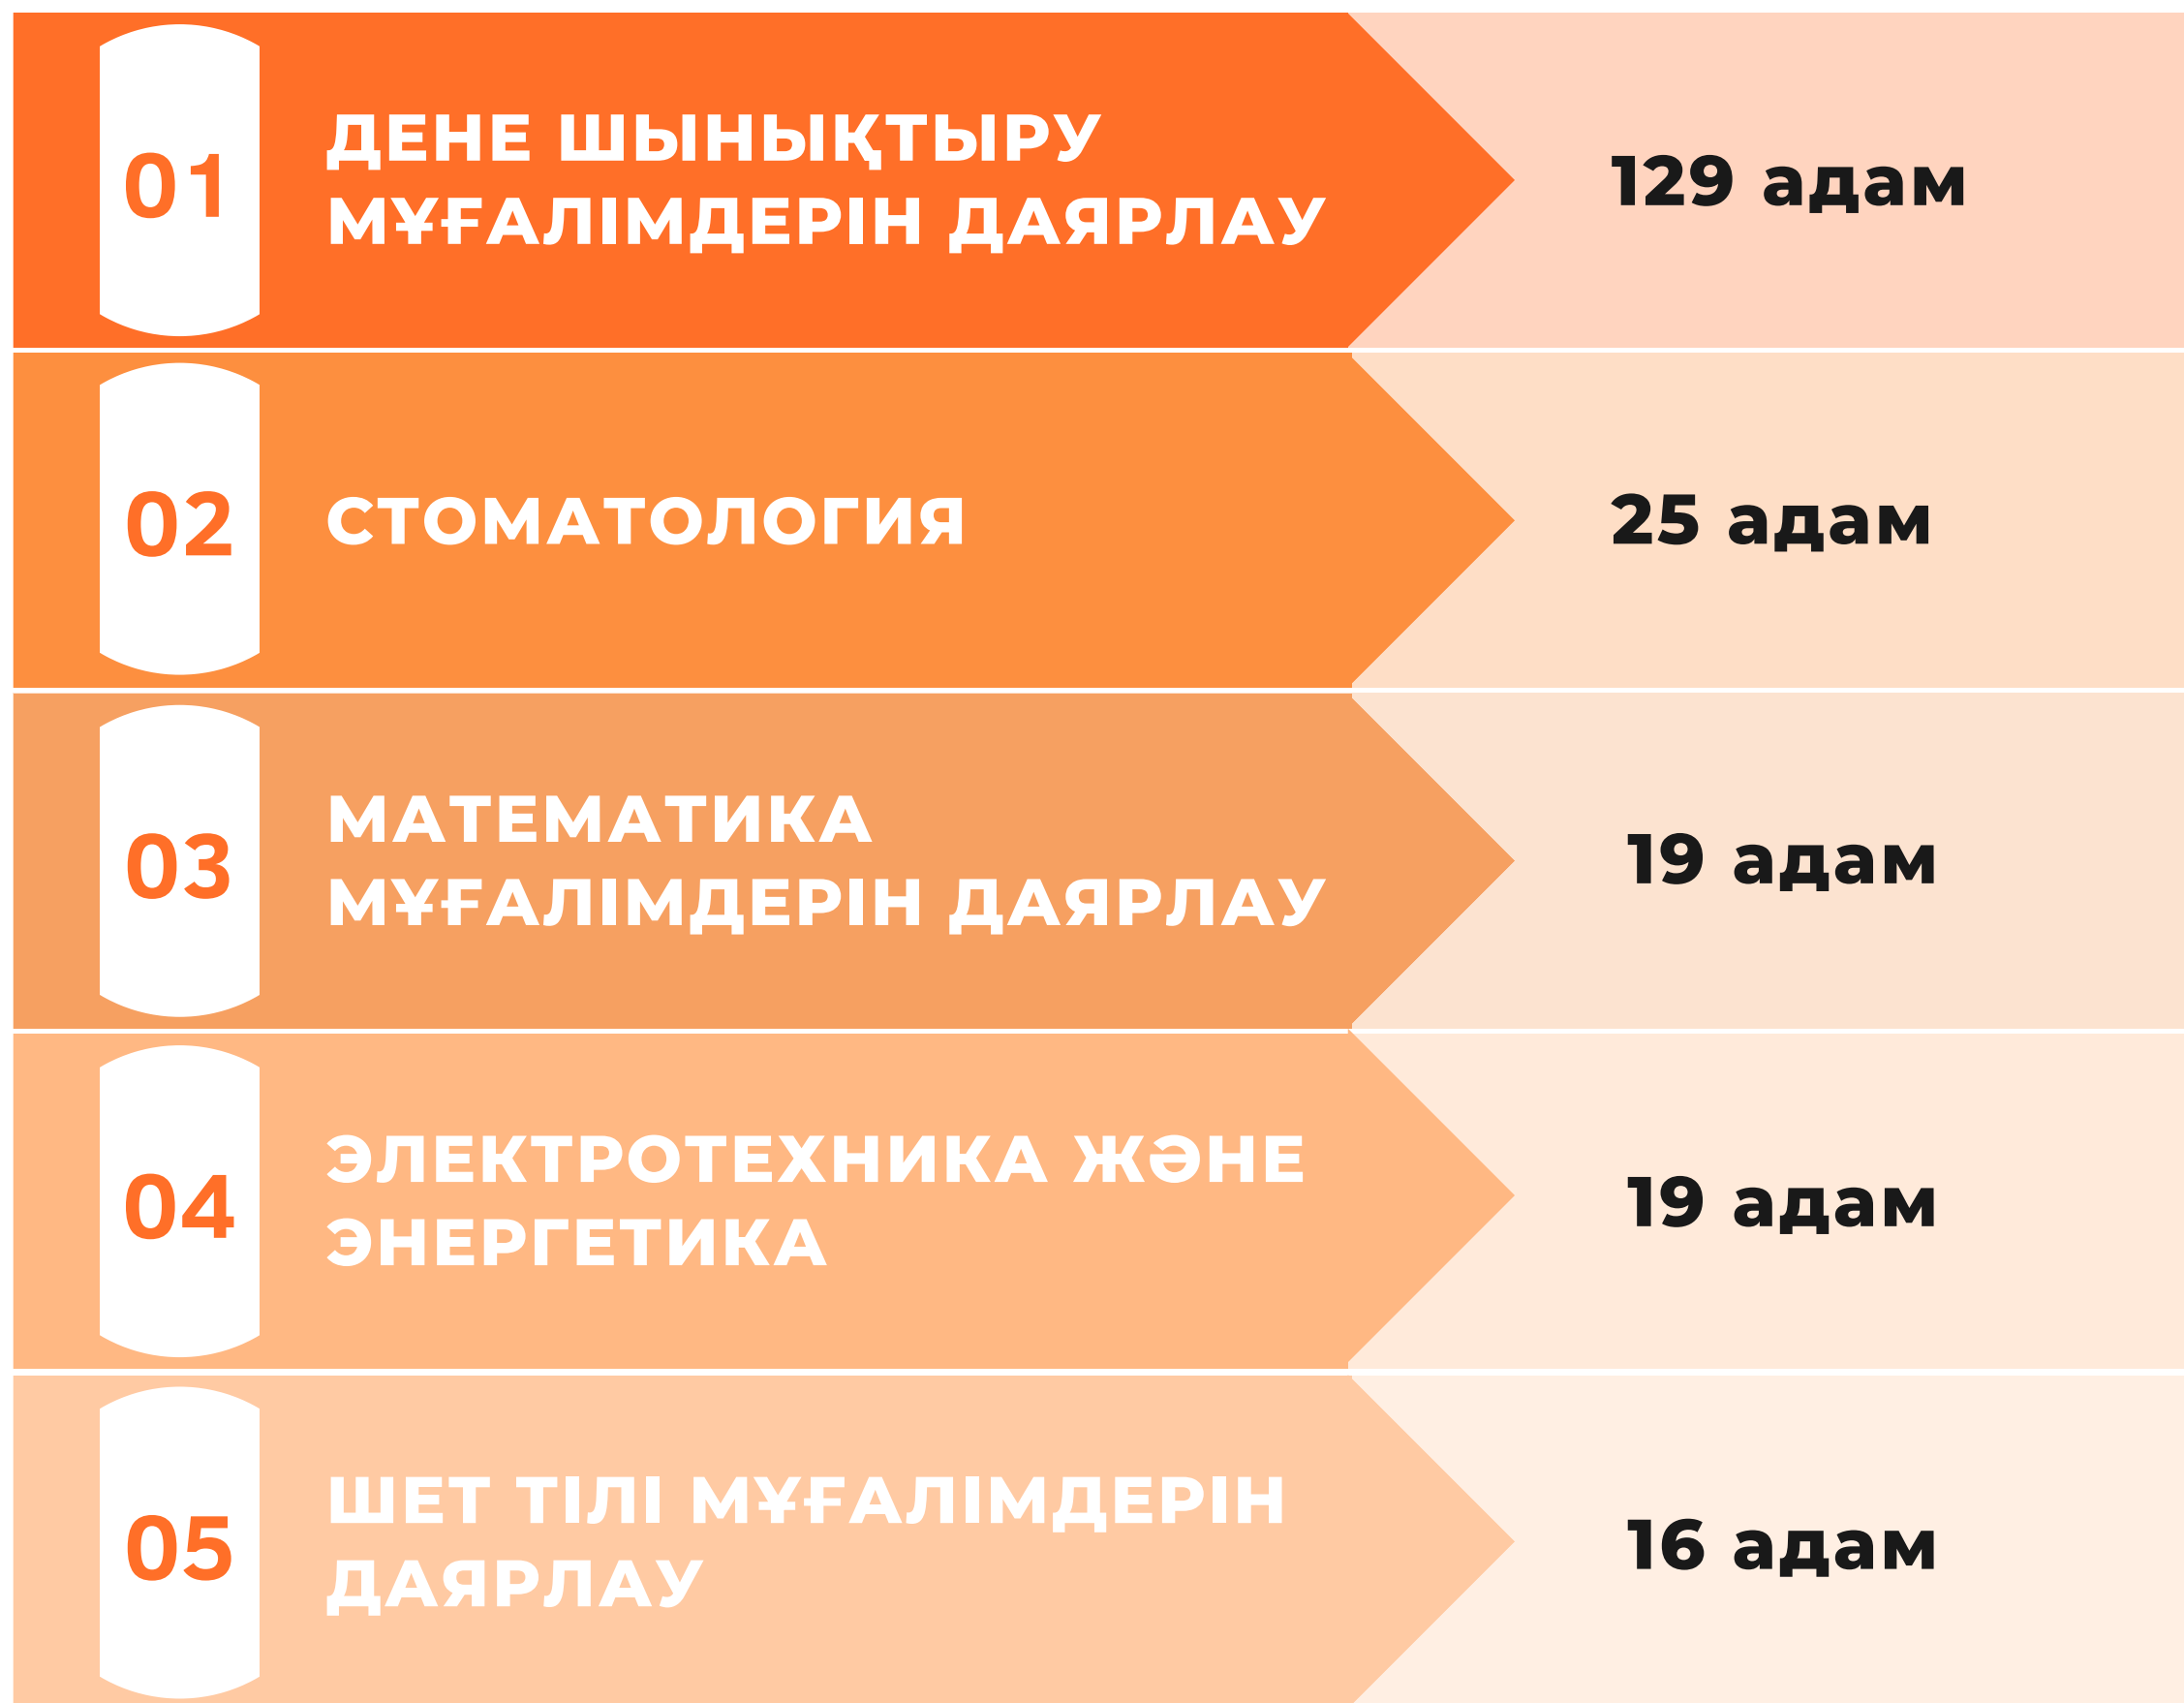 01
ДЕНЕ ШЫНЫҚТЫРУ
МҰҒАЛІМДЕРІН ДАЯРЛАУ
129 адам
02
СТОМАТОЛОГИЯ
25 адам
03
МАТЕМАТИКА
МҰҒАЛІМДЕРІН ДАЯРЛАУ
19 адам
04
ЭЛЕКТРОТЕХНИКА ЖӘНЕ
ЭНЕРГЕТИКА
19 адам
05
ШЕТ ТІЛІ МҰҒАЛІМДЕРІН
ДАЯРЛАУ
16 адам